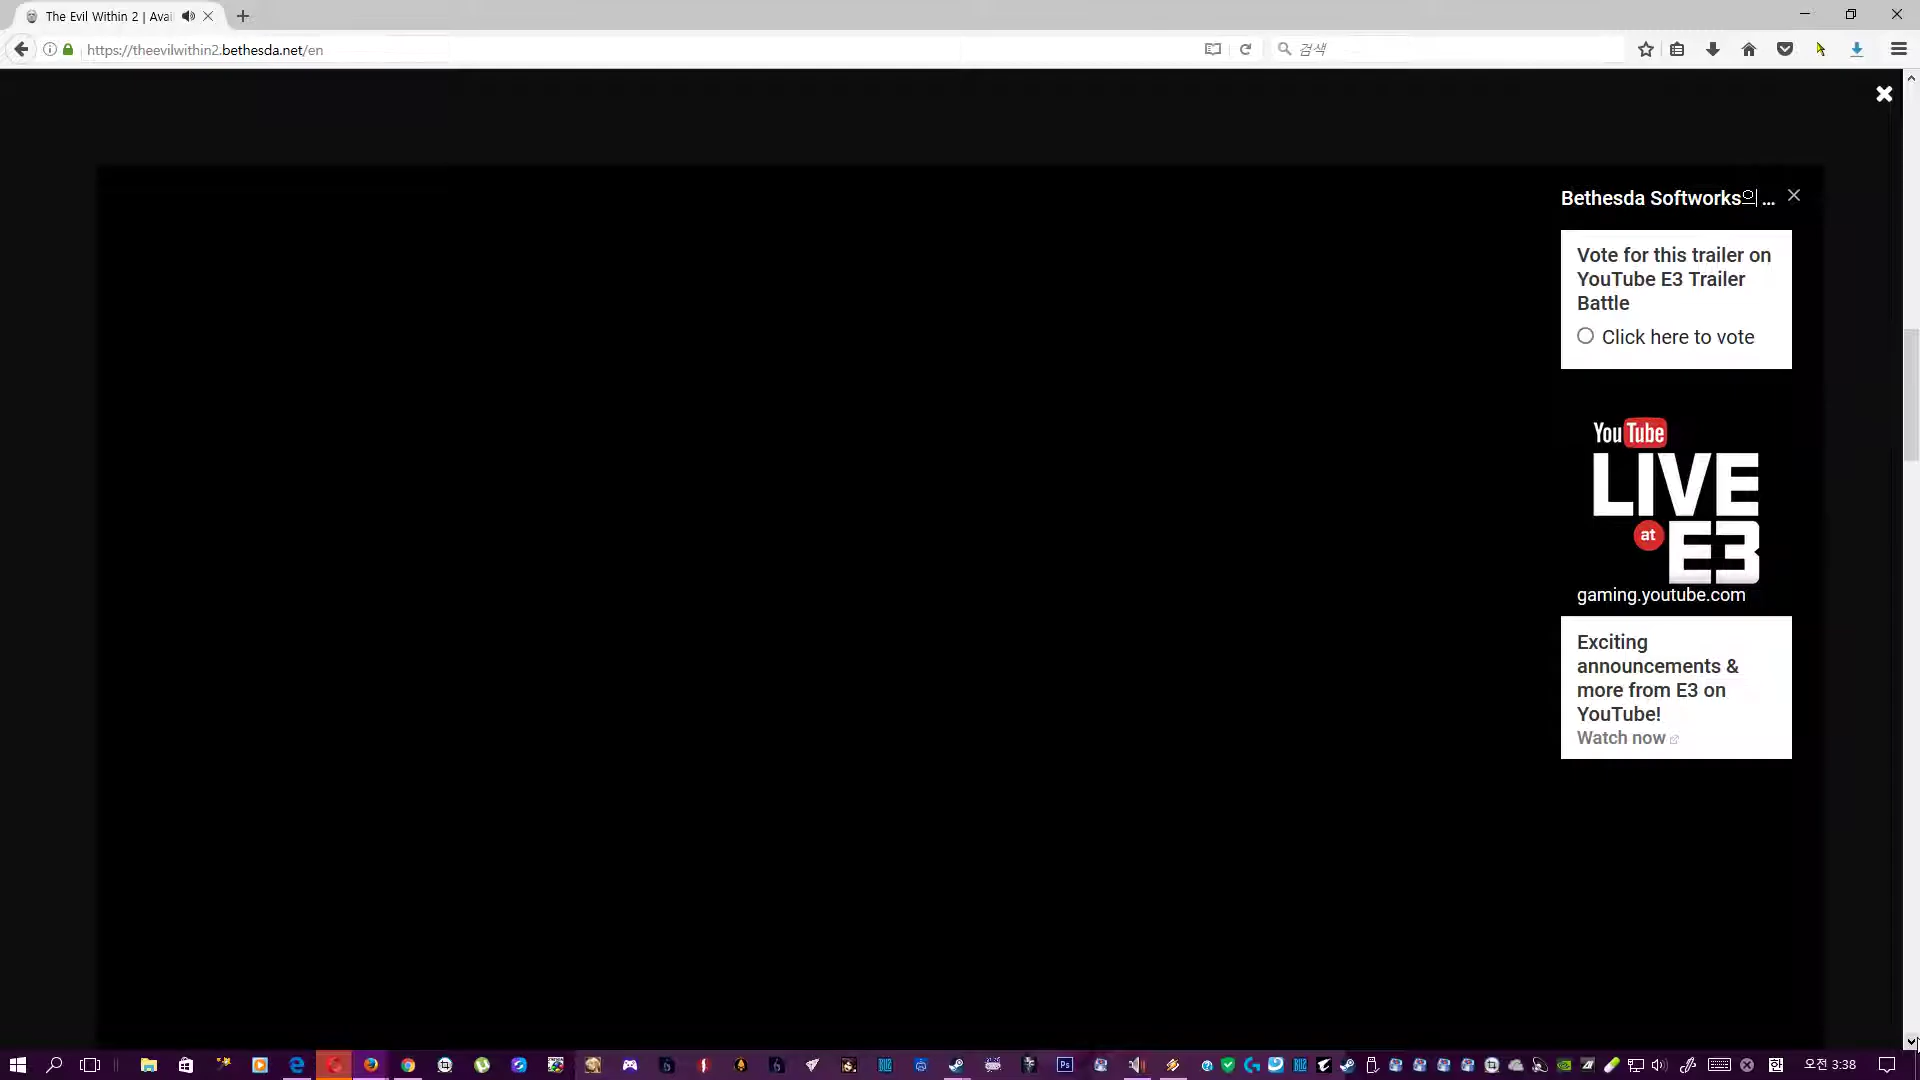 The Evil Within 2 | Avai
https://theevilwithin2.bethesda.net/en
검색
Bethesda Softworks의 ...
Vote for this trailer on
YouTube E3 Trailer
Battle
Click here to vote
YouTube
LIVE
at E3
gaming.youtube.com
Exciting
announcements &
more from E3 on
YouTube!
Watch now
Ps
한
오전 3:38